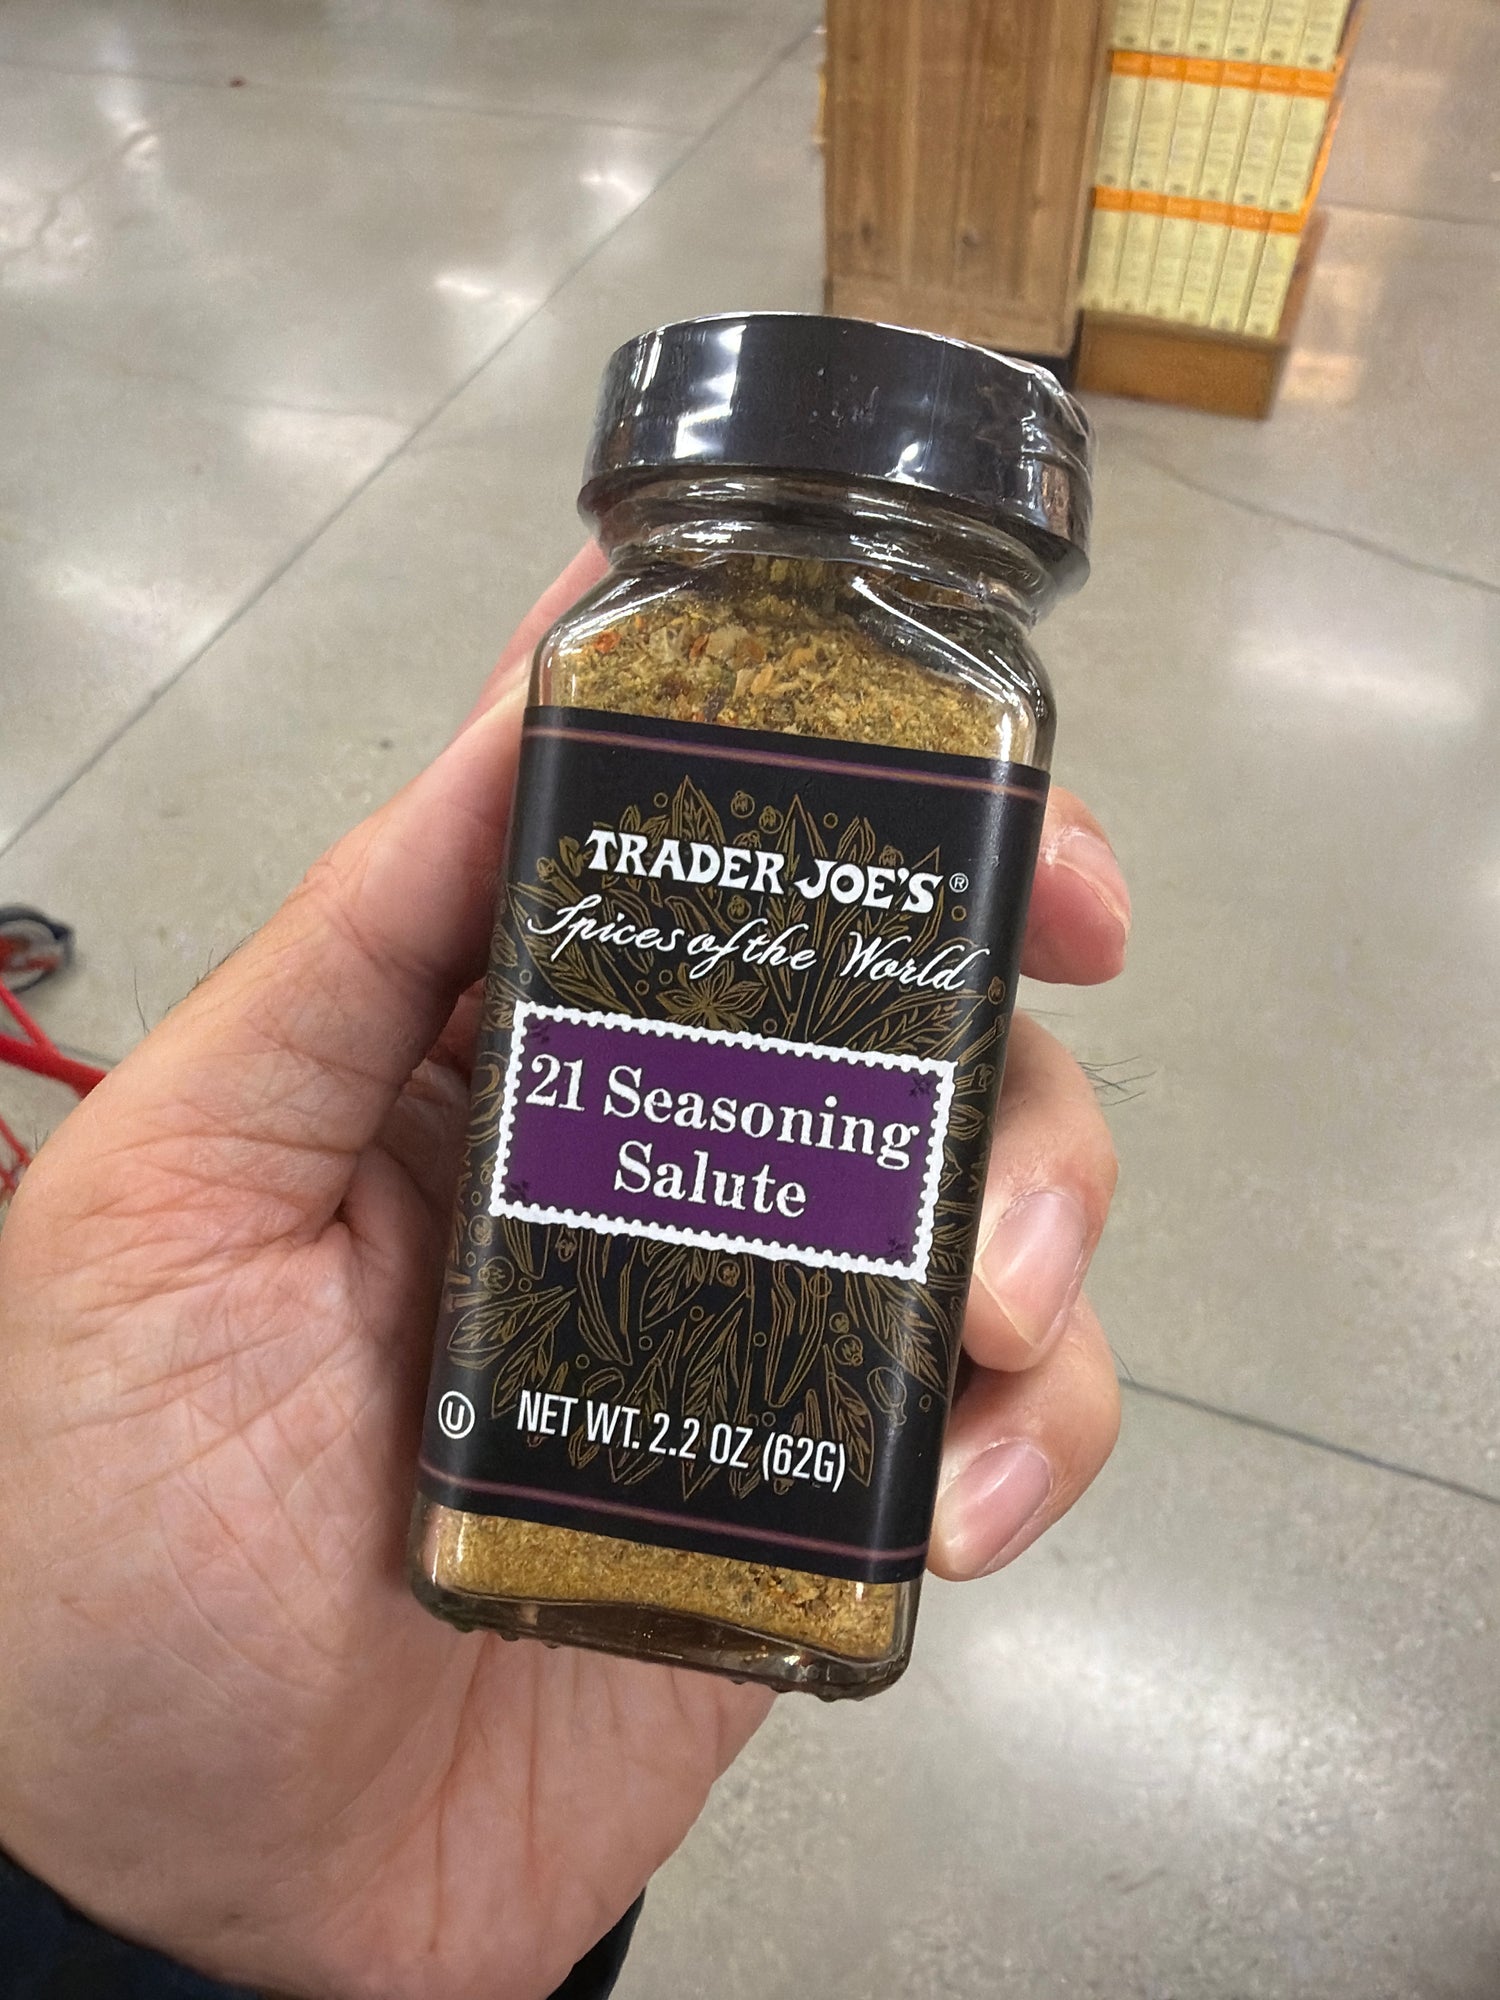 TRADER JOE'S®
Spices of the World
21 Seasoning
Salute
U NET WT. 2.2 OZ (62G)